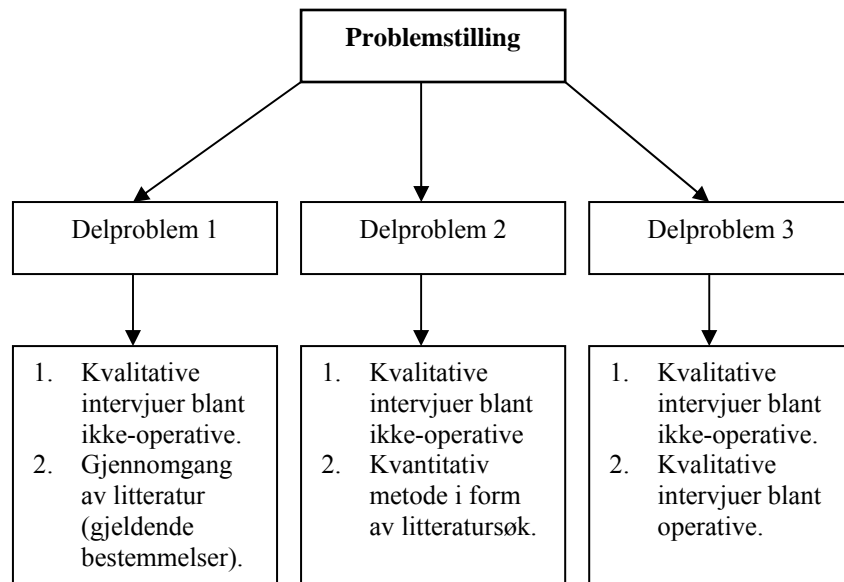 Problemstilling
Delproblem 1
Delproblem 2
Delproblem 3
1. Kvalitative
intervjuer blant
ikke-operative.
2. Gjennomgang
av litteratur
(gjeldende
bestemmelser).
1. Kvalitative
intervjuer blant
ikke-operative
2. Kvantitativ
metode i form
av litteratursøk.
1. Kvalitative
intervjuer blant
ikke-operative.
2. Kvalitative
intervjuer blant
operative.